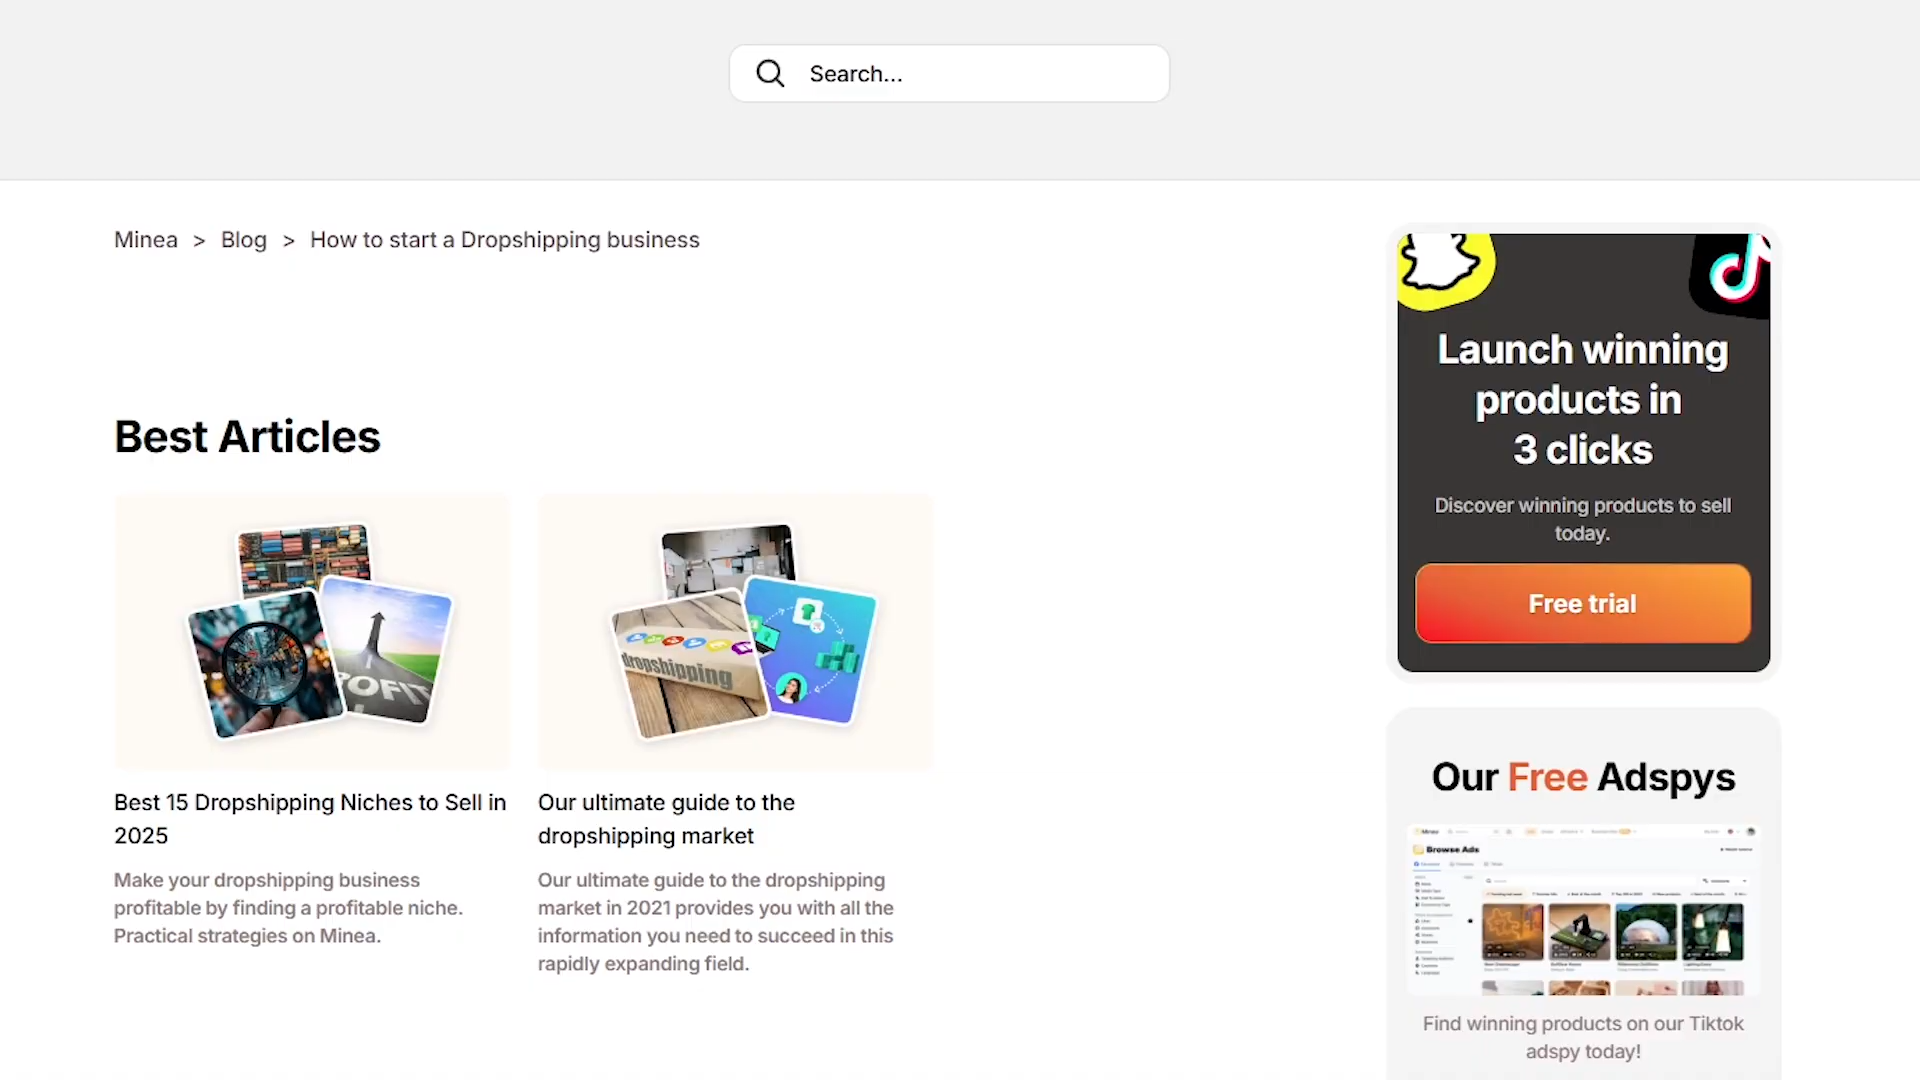 Search...
Minea > Blog > How to start a Dropshipping business
Best Articles
PROFIT
dropshipping
Best 15 Dropshipping Niches to Sell in
2025
Make your dropshipping business
profitable by finding a profitable niche.
Practical strategies on Minea.
Our ultimate guide to the
dropshipping market
Our ultimate guide to the dropshipping
market in 2021 provides you with all the
information you need to succeed in this
rapidly expanding field.
Launch winning
products in
3 clicks
Discover winning products to sell
today.
Free trial
Our Free Adspys
Minea
Browse Ads
Find winning products on our Tiktok
adspy today!